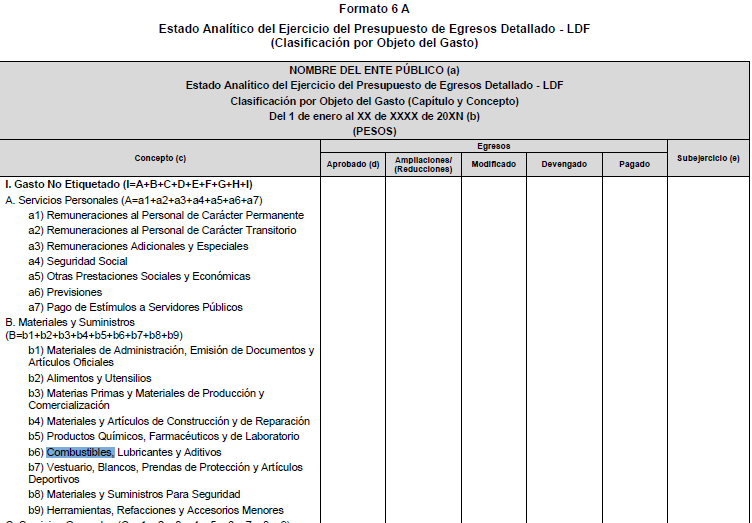 Formato 6 A
Estado Analítico del Ejercicio del Presupuesto de Egresos Detallado - LDF
(Clasificación por Objeto del Gasto)
NOMBRE DEL ENTE PÚBLICO (a)
Estado Analítico del Ejercicio del Presupuesto de Egresos Detallado - LDF
Clasificación por Objeto del Gasto (Capítulo y Concepto)
Del 1 de enero al XX de XXXX de 20XN (b)
(PESOS)
Concepto (c)
Egresos
Subejercicio (e)
Aprobado (d)
Ampliaciones/
(Reducciones)
Modificado
Devengado
Pagado
I. Gasto No Etiquetado (I=A+B+C+D+E+F+G+H+I)
A. Servicios Personales (A=a1+a2+a3+a4+a5+a6+a7)
a1) Remuneraciones al Personal de Carácter Permanente
a2) Remuneraciones al Personal de Carácter Transitorio
a3) Remuneraciones Adicionales y Especiales
a4) Seguridad Social
a5) Otras Prestaciones Sociales y Económicas
a6) Previsiones
a7) Pago de Estímulos a Servidores Públicos
B. Materiales y Suministros
(B=b1+b2+b3+b4+b5+b6+b7+b8+b9)
b1) Materiales de Administración, Emisión de Documentos y
Artículos Oficiales
b2) Alimentos y Utensilios
b3) Materias Primas y Materiales de Producción y
Comercialización
b4) Materiales y Artículos de Construcción y de Reparación
b5) Productos Químicos, Farmacéuticos y de Laboratorio
b6) Combustibles, Lubricantes y Aditivos
b7) Vestuario, Blancos, Prendas de Protección y Artículos
Deportivos
b8) Materiales y Suministros Para Seguridad
b9) Herramientas, Refacciones y Accesorios Menores